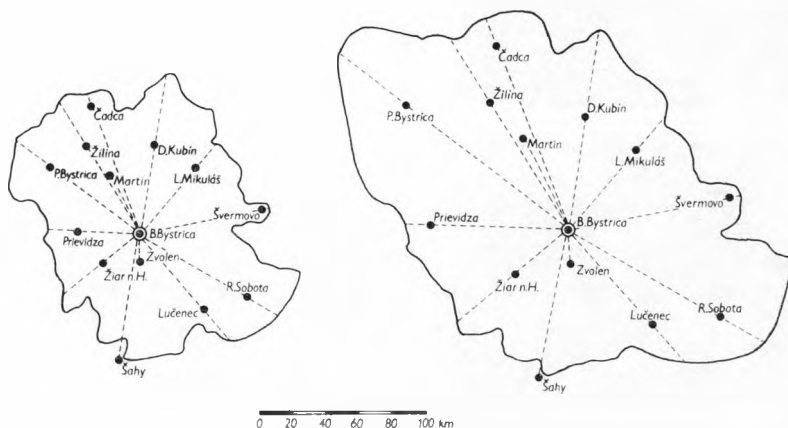 Čadca
Žilina
D.Kubín
P.Bystrica
Martin
L.Mikuláš
Švermovo
Prievidza
B.Bystrica
Žiar n.H.
Zvolen
R.Sobota
Lučenec
Šahy
Čadca
Žilina
P.Bystrica
D.Kubín
Martin
L.Mikuláš
Švermovo
Prievidza
B.Bystrica
Žiar n.H.
Zvolen
Lučenec
R.Sobota
Šahy
0 20 40 60 80 100 km